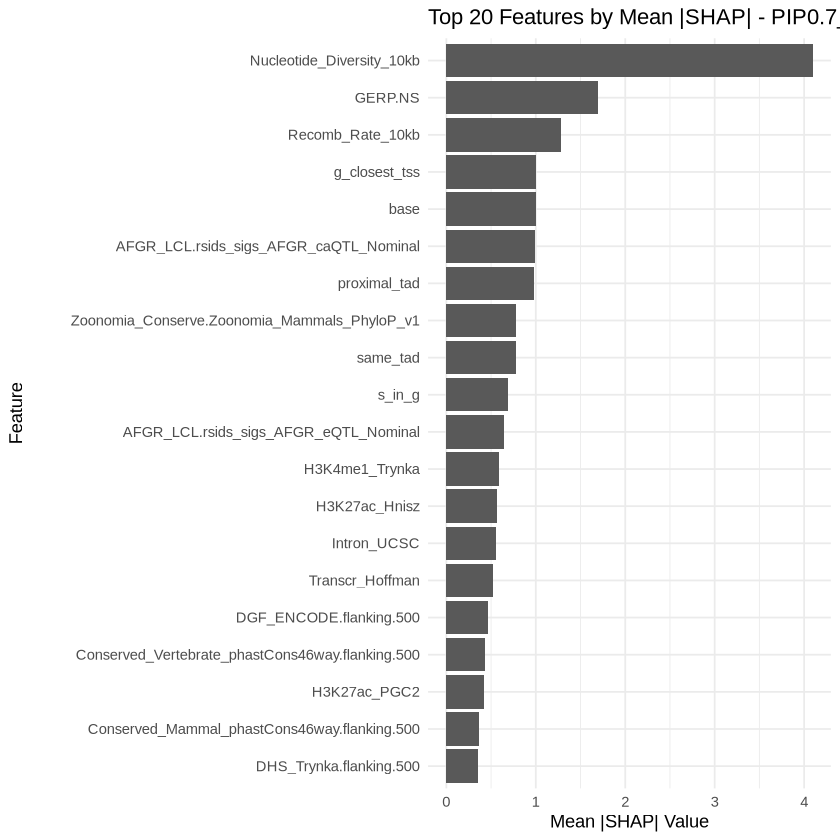 Top 20 Features by Mean |SHAP| - PIP0.7_
Nucleotide_Diversity_10kb
GERP.NS
Recomb_Rate_10kb
g_closest_tss
base
AFGR_LCL.rsids_sigs_AFGR_caQTL_Nominal
proximal_tad
Zoonomia_Conserve.Zoonomia_Mammals_PhyloP_v1
same_tad
s_in_g
AFGR_LCL.rsids_sigs_AFGR_eQTL_Nominal
H3K4me1_Trynka
H3K27ac_Hnisz
Intron_UCSC
Transcr_Hoffman
DGF_ENCODE.flanking.500
Conserved_Vertebrate_phastCons46way.flanking.500
H3K27ac_PGC2
Conserved_Mammal_phastCons46way.flanking.500
DHS_Trynka.flanking.500
Feature
0 1 2 3 4
Mean |SHAP| Value